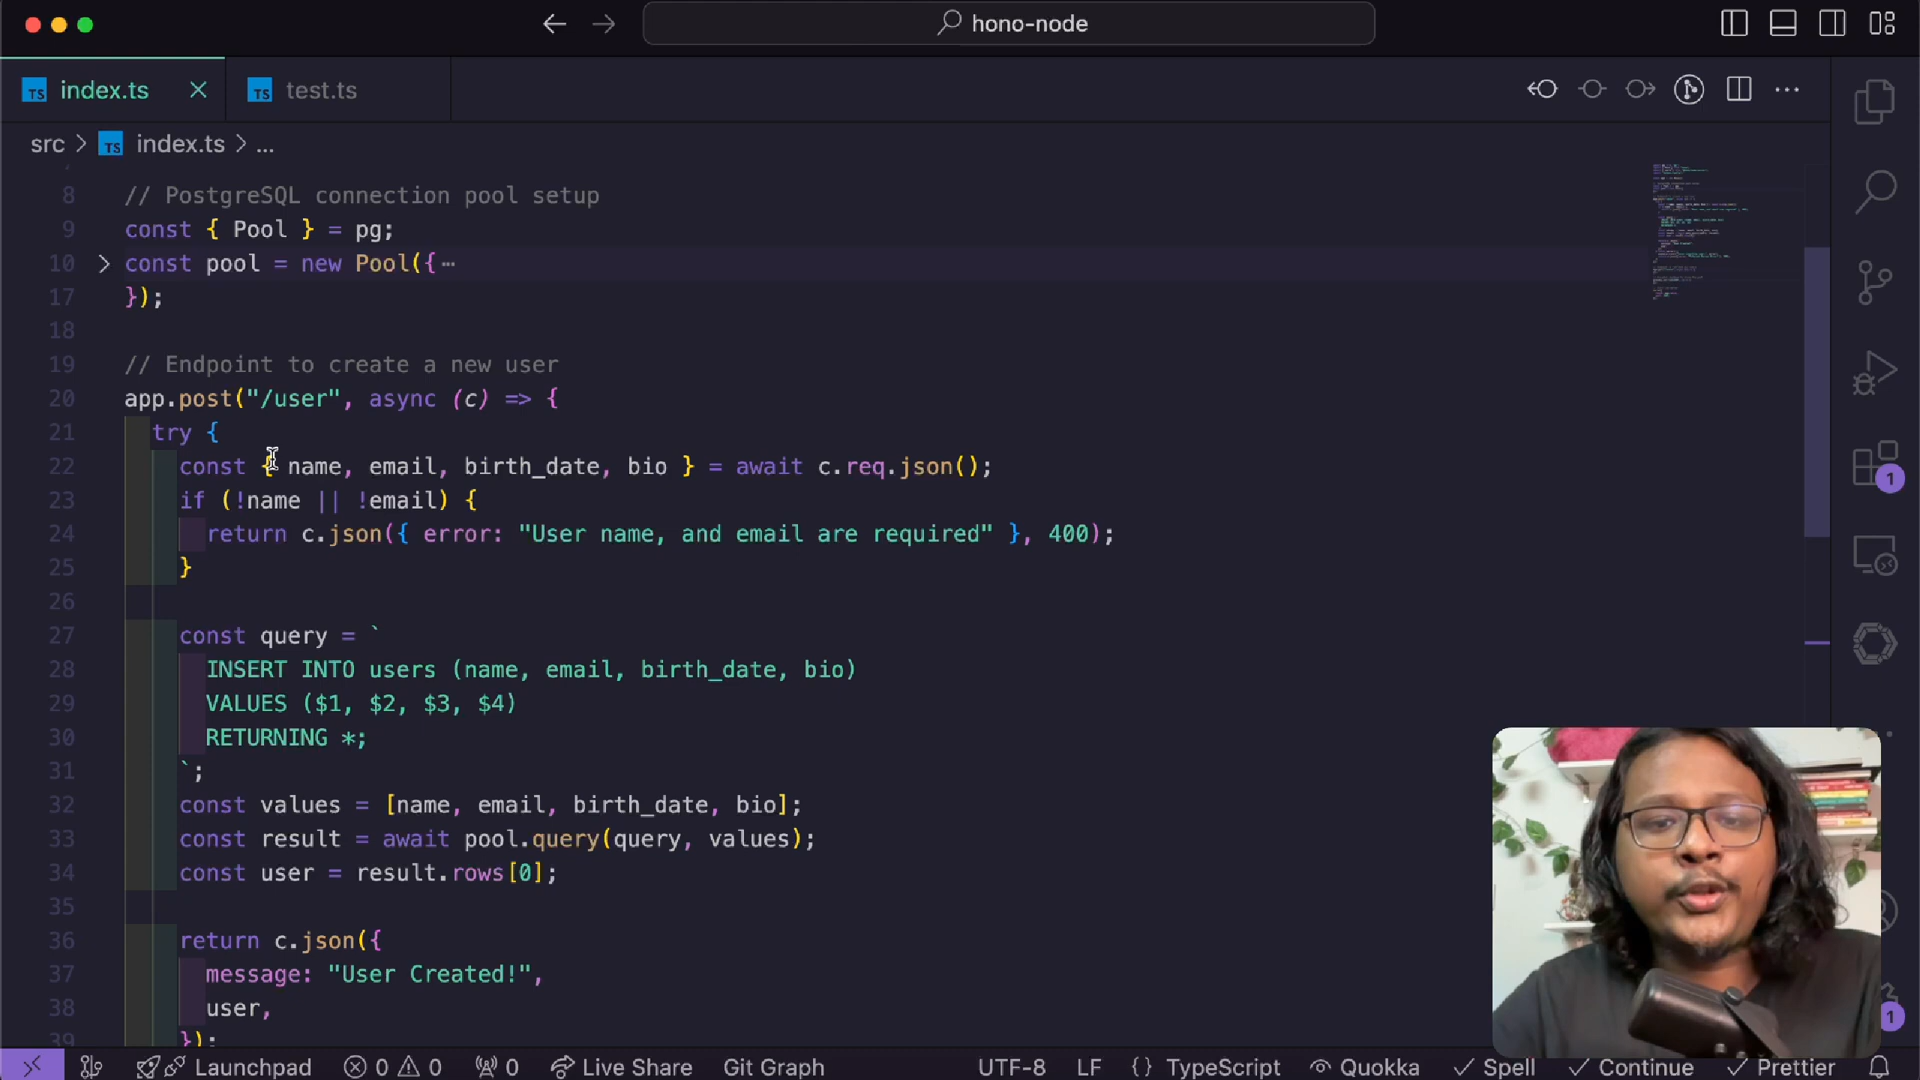 hono-node
TS index.ts
TS test.ts
src > TS index.ts > ...
8 // PostgreSQL connection pool setup
9 const { Pool } = pg;
10 const pool = new Pool({ ⋯
17 });
18
19 // Endpoint to create a new user
20 app.post("/user", async (c) => {
21 try {
22 const { name, email, birth_date, bio } = await c.req.json();
23 if (!name || !email) {
24 return c.json({ error: "User name, and email are required" }, 400);
25 }
26
27 const query = `
28 INSERT INTO users (name, email, birth_date, bio)
29 VALUES ($1, $2, $3, $4)
30 RETURNING *;
31 `;
32 const values = [name, email, birth_date, bio];
33 const result = await pool.query(query, values);
34 const user = result.rows[0];
35
36 return c.json({
37 message: "User Created!",
38 user,
39 });
1
1
Launchpad 0 0 0 Live Share Git Graph UTF-8 LF {} TypeScript Quokka ✓ Spell ✓ Continue ✓ Prettier